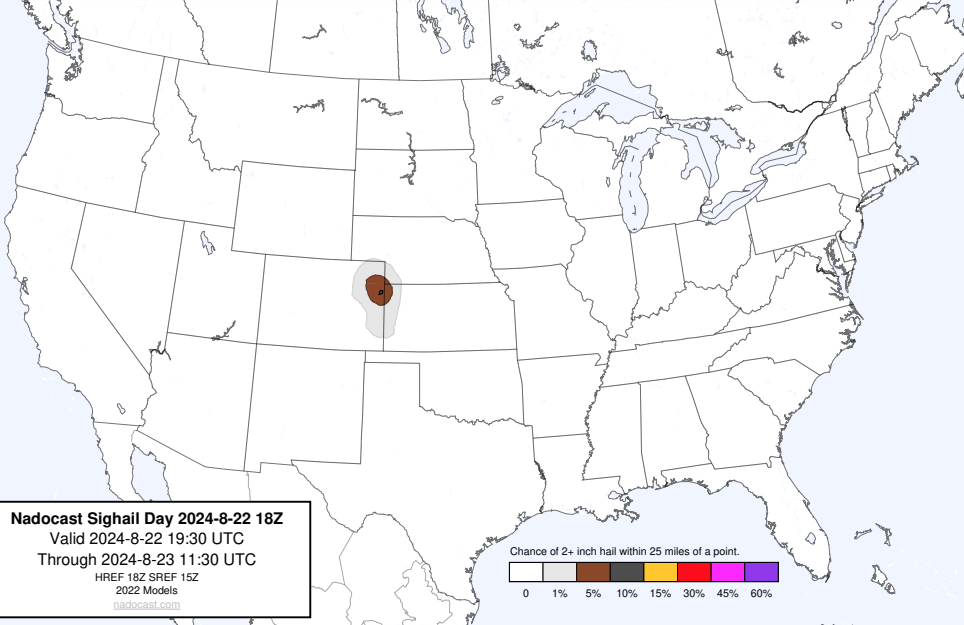 Nadocast Sighail Day 2024-8-22 18Z
Valid 2024-8-22 19:30 UTC
Through 2024-8-23 11:30 UTC
HREF 18Z SREF 15Z
2022 Models
nadocast.com
Chance of 2+ inch hail within 25 miles of a point.
0 1% 5% 10% 15% 30% 45% 60%